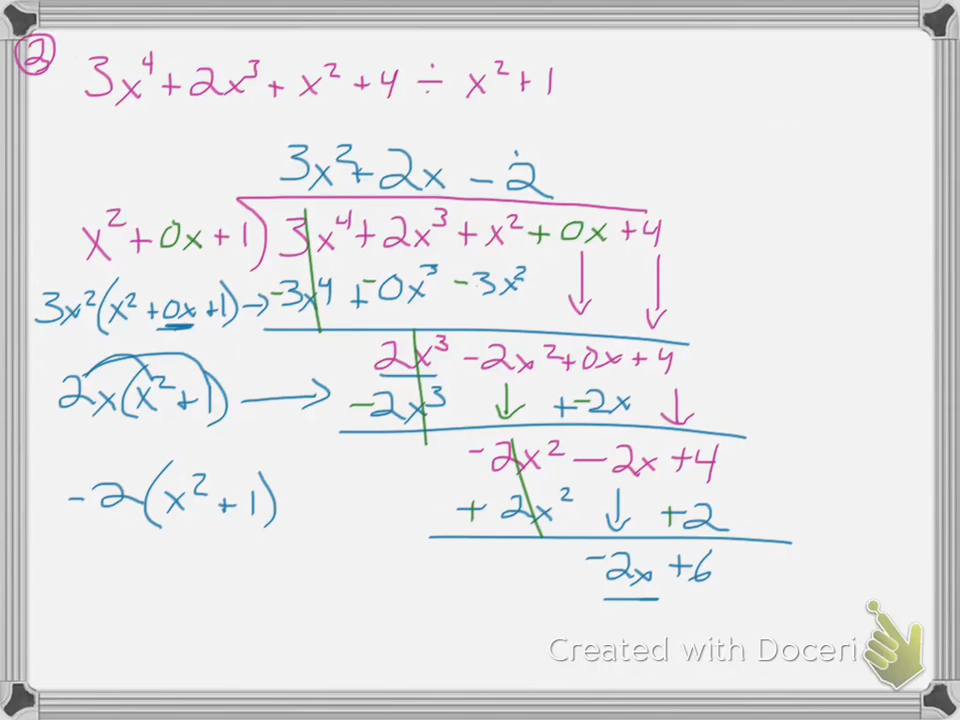 ②
3x⁴ + 2x³ + x² + 4 ÷ x² + 1
3x² + 2x - 2
x² + 0x + 1 ) 3x⁴ + 2x³ + x² + 0x + 4
3x²(x² + 0x + 1) → -3x⁴ + -0x³ - 3x²
2x³ - 2x² + 0x + 4
2x(x² + 1) → -2x³ ↓ + -2x ↓
-2x² - 2x + 4
-2(x² + 1) + 2x² ↓ + 2
-2x + 6
Created with Doceri